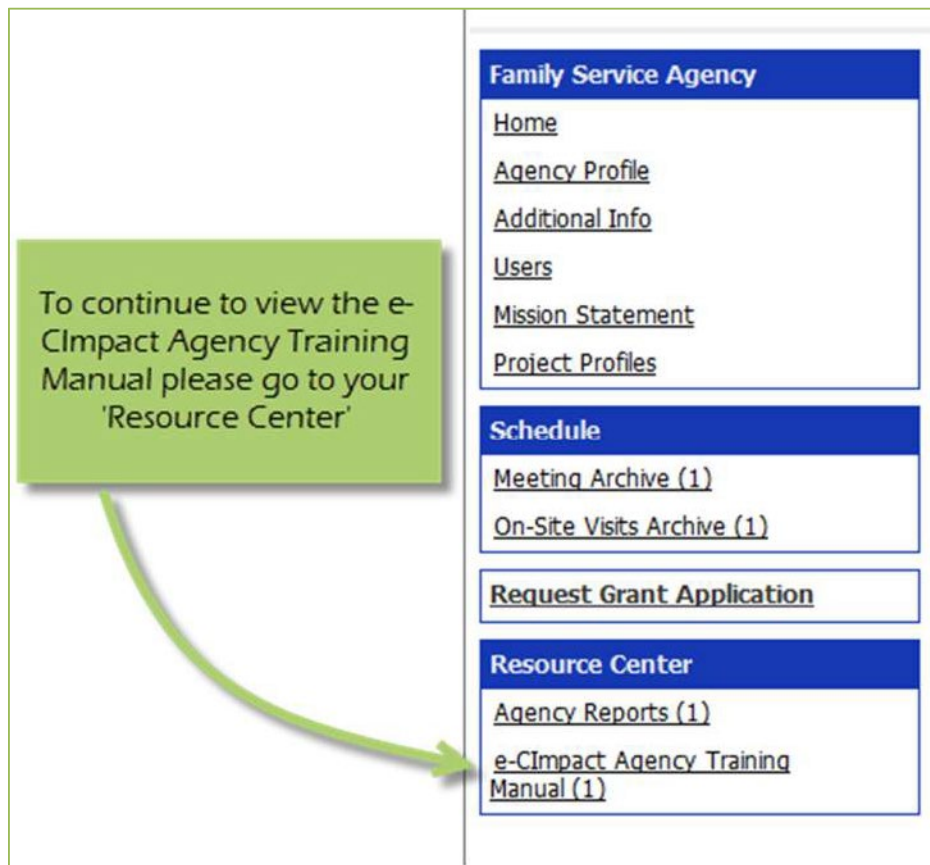 Family Service Agency
Home
Agency Profile
Additional Info
Users
Mission Statement
Project Profiles
To continue to view the e-
CImpact Agency Training
Manual please go to your
'Resource Center'
Schedule
Meeting Archive (1)
On-Site Visits Archive (1)
Request Grant Application
Resource Center
Agency Reports (1)
e-CImpact Agency Training
Manual (1)